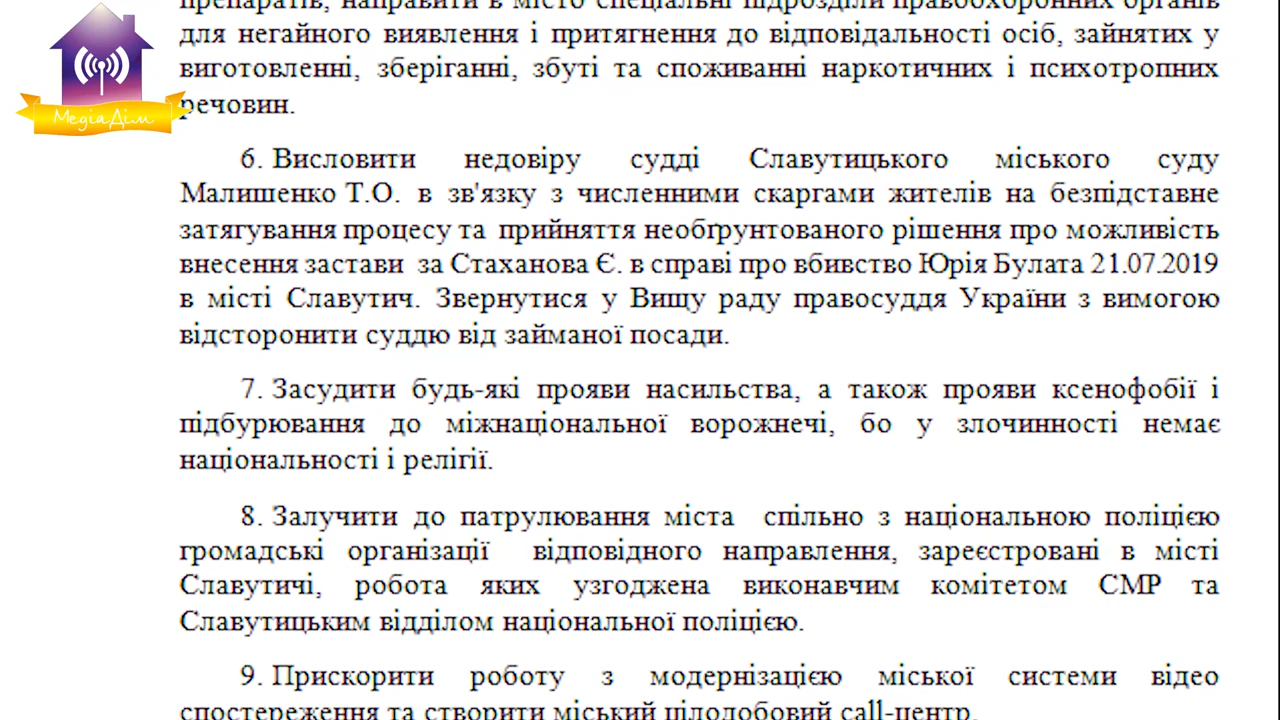 препаратів, направити в місто спеціальні підрозділи правоохоронних органів
для негайного виявлення і притягнення до відповідальності осіб, зайнятих у
виготовленні, зберіганні, збуті та споживанні наркотичних і психотропних
речовин.
МедіаДім
6. Висловити недовіру судді Славутицького міського суду
Малишенко Т.О. в зв'язку з численними скаргами жителів на безпідставне
затягування процесу та прийняття необґрунтованого рішення про можливість
внесення застави за Стаханова Є. в справі про вбивство Юрія Булата 21.07.2019
в місті Славутич. Звернутися у Вищу раду правосуддя України з вимогою
відсторонити суддю від займаної посади.
7. Засудити будь-які прояви насильства, а також прояви ксенофобії і
підбурювання до міжнаціональної ворожнечі, бо у злочинності немає
національності і релігії.
8. Залучити до патрулювання міста спільно з національною поліцією
громадські організації відповідного направлення, зареєстровані в місті
Славутичі, робота яких узгоджена виконавчим комітетом СМР та
Славутицьким відділом національної поліцією.
9. Прискорити роботу з модернізацією міської системи відео
спостереження та створити міський цілодобовий call-центр.